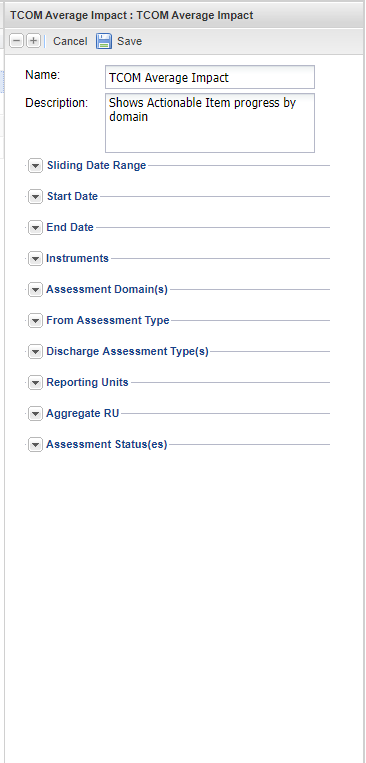 TCOM Average Impact : TCOM Average Impact
Cancel Save
Name: TCOM Average Impact
Description: Shows Actionable Item progress by
domain
Sliding Date Range
Start Date
End Date
Instruments
Assessment Domain(s)
From Assessment Type
Discharge Assessment Type(s)
Reporting Units
Aggregate RU
Assessment Status(es)